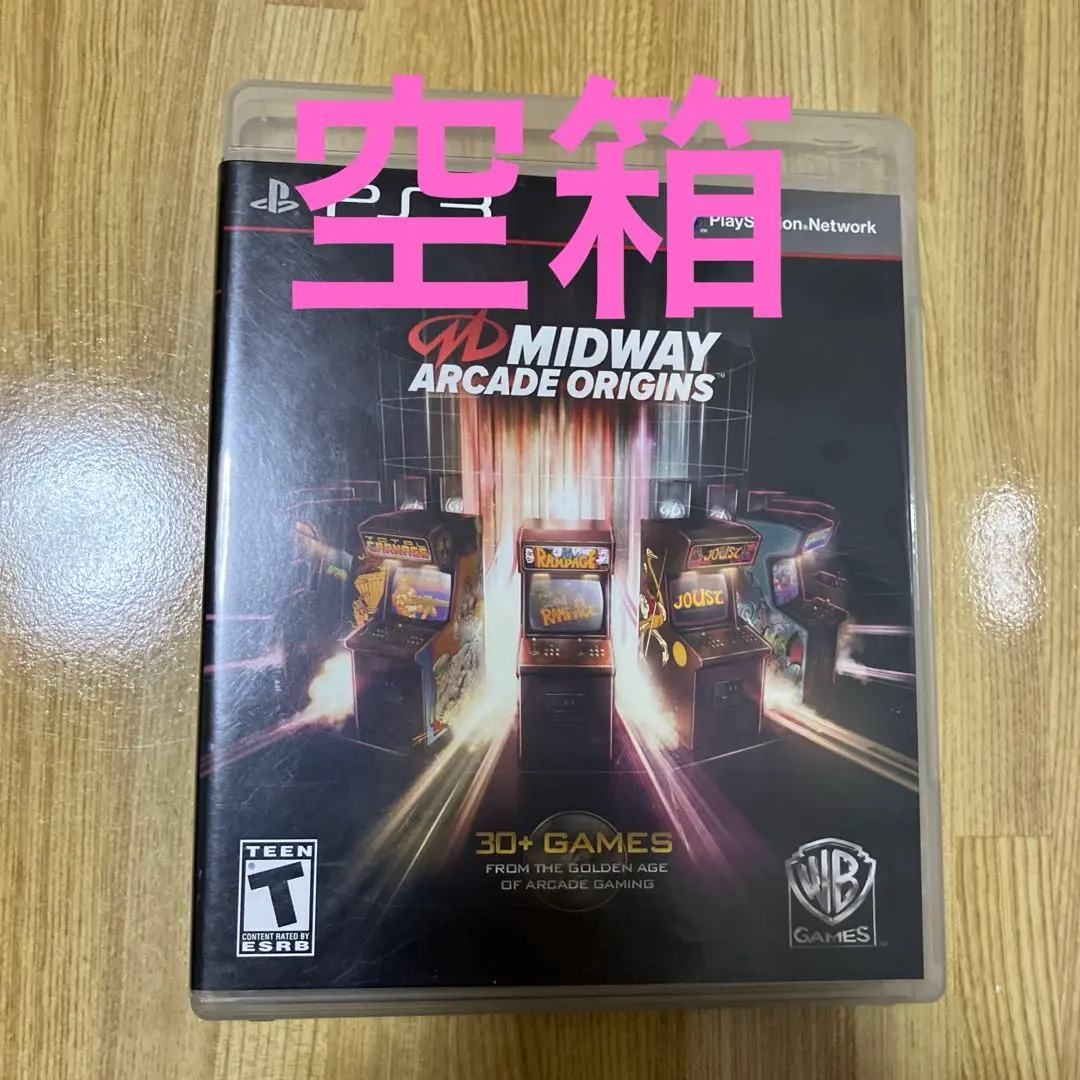 空箱
PS3
PlayStation®Network
MIDWAY
ARCADE ORIGINS™
TOTAL
CARNAGE
RAMPAGE
RAMPAGE
JOUST
JOUST
30+ GAMES
FROM THE GOLDEN AGE
OF ARCADE GAMING
TEEN
T
CONTENT RATED BY
ESRB
WB
GAMES